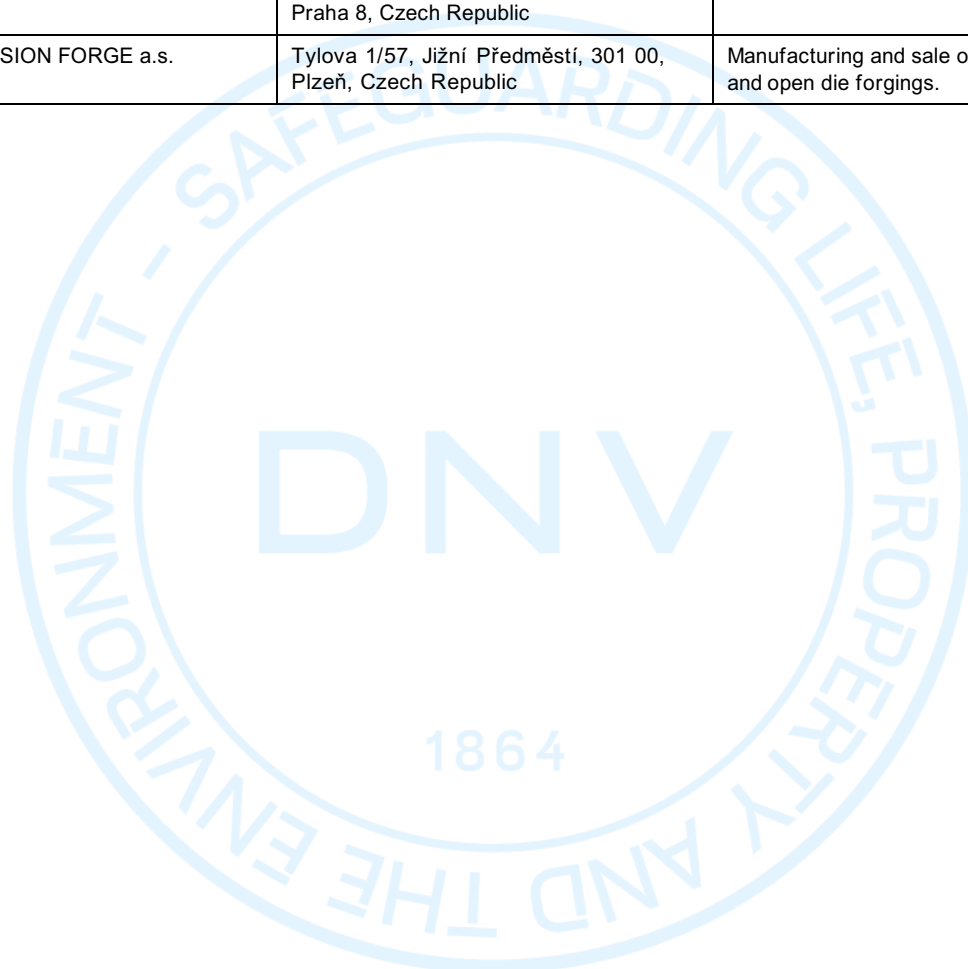 Praha 8, Czech Republic
SION FORGE a.s.
Tylova 1/57, Jižní Předměstí, 301 00,
Plzeň, Czech Republic
Manufacturing and sale o
and open die forgings.
SAFEGUARDING LIFE, PROPERTY AND THE ENVIRONMENT -
DNV
1864